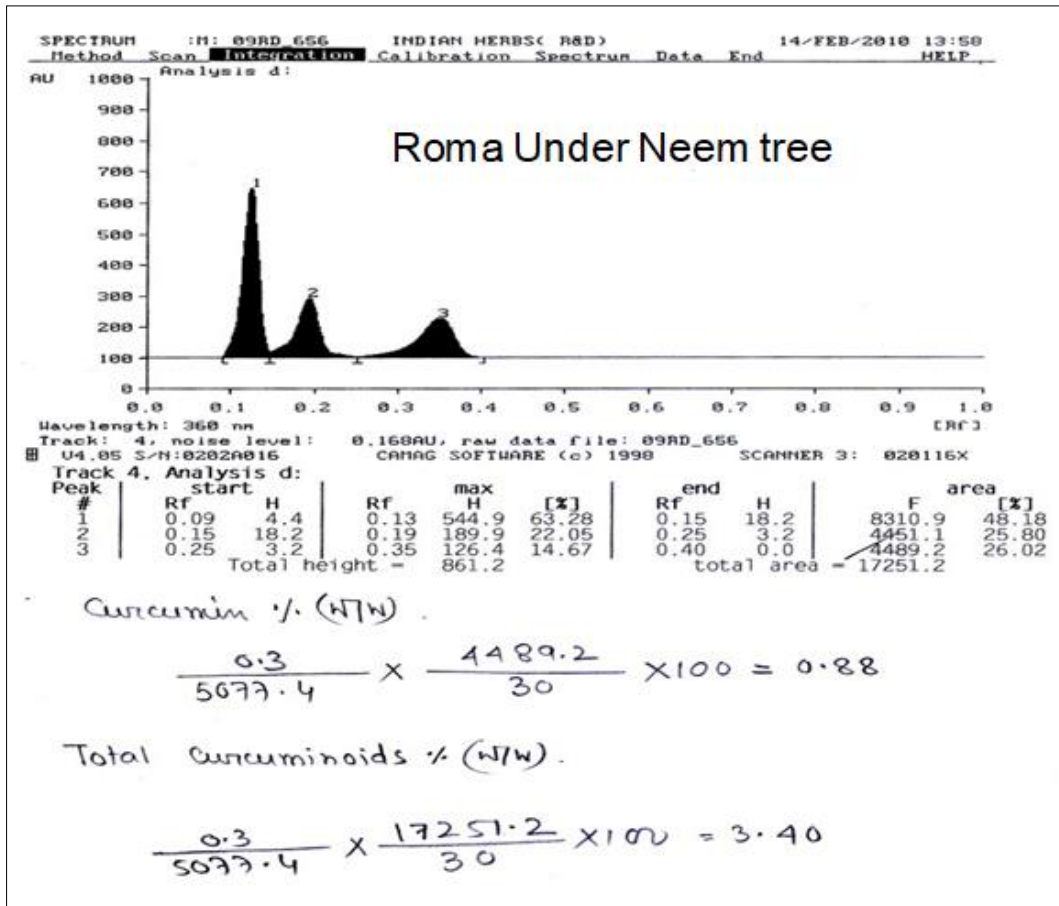 SPECTRUM :M: 09RD_656 INDIAN HERBS( R&D) 14/FEB/2010 13:58
Method Scan Integration Calibration Spectrum Data End HELP
AU 1000 Analysis d:
900
800
Roma Under Neem tree
700
1
600
500
400
300
2
3
200
100
0
0.0 0.1 0.2 0.3 0.4 0.5 0.6 0.7 0.8 0.9 1.0
Wavelength: 360 nm [Rf]
Track: 4, noise level: 0.168AU, raw data file: 09RD_656
V4.05 S/N:0202A016 CAMAG SOFTWARE (c) 1998 SCANNER 3: 020116X
Track 4, Analysis d:
Peak start max end area
# Rf H Rf H [%] Rf H F [%]
1 0.09 4.4 0.13 544.9 63.28 0.15 18.2 8310.9 48.18
2 0.15 18.2 0.19 189.9 22.05 0.25 3.2 4451.1 25.80
3 0.25 3.2 0.35 126.4 14.67 0.40 0.0 4489.2 26.02
Total height = 861.2 total area = 17251.2
Curcumin % (W/W).
0.3 / 5077.4 × 4489.2 / 30 × 100 = 0.88
Total Curcuminoids % (W/W).
0.3 / 5077.4 × 17251.2 / 30 × 100 = 3.40